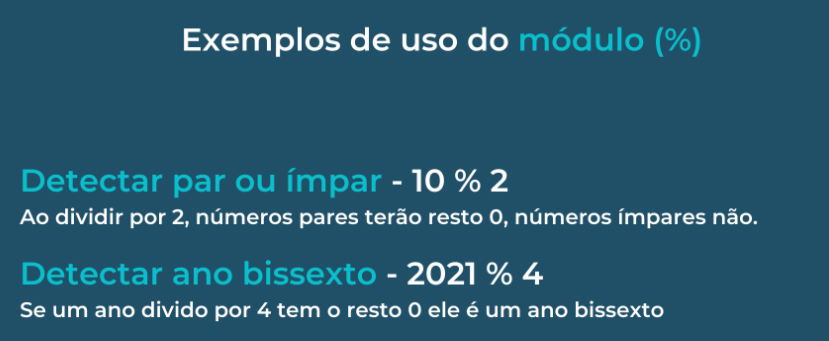 Exemplos de uso do módulo (%)
Detectar par ou ímpar - 10 % 2
Ao dividir por 2, números pares terão resto 0, números ímpares não.
Detectar ano bissexto - 2021 % 4
Se um ano divido por 4 tem o resto 0 ele é um ano bissexto